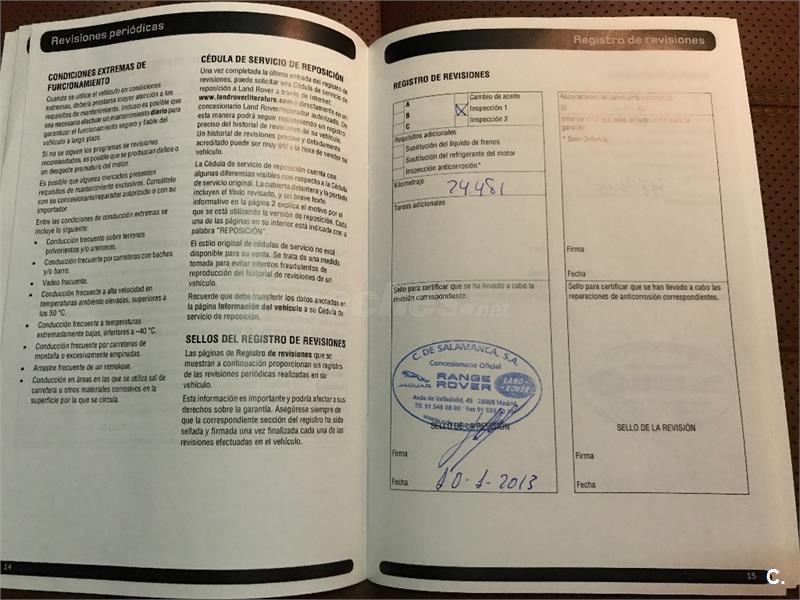 Revisiones periódicas
CONDICIONES EXTREMAS DE
FUNCIONAMIENTO
Cuando se utilice el vehículo en condiciones
extremas, deberá prestarse mayor atención a los
requisitos de mantenimiento. Incluso es posible que
sea necesario efectuar un mantenimiento diario para
garantizar el funcionamiento seguro y fiable del
vehículo a largo plazo.
Si no se siguen los programas de revisiones
recomendados, es posible que se produzcan daños o
un desgaste prematuro del motor.
Es posible que algunos mercados presenten
requisitos de mantenimiento exclusivos. Consúltelo
con su concesionario/reparador autorizado o con su
importador.
Entre las condiciones de conducción extremas se
incluye lo siguiente:
• Conducción frecuente sobre terrenos
polvorientos y/o arenosos.
• Conducción frecuente por carreteras con baches
y/o barro.
• Vadeo frecuente.
• Conducción frecuente a alta velocidad en
temperaturas ambiente elevadas, superiores a
los 50 °C.
• Conducción frecuente a temperaturas
extremadamente bajas, inferiores a –40 °C.
• Conducción frecuente por carreteras de
montaña o excesivamente empinadas.
• Arrastre frecuente de un remolque.
• Conducción en áreas en las que se utiliza sal de
carretera u otros materiales corrosivos en la
superficie por la que se circula.
CÉDULA DE SERVICIO DE REPOSICIÓN
Una vez completada la última entrada del registro de
revisiones, puede solicitar una Cédula de servicio de
reposición a Land Rover a través de Internet:
www.landroverliterature.com o directamente en un
concesionario Land Rover/reparador autorizado. De
esta manera podrá seguir manteniendo un registro
preciso del historial de revisiones de su vehículo.
Un historial de revisiones preciso y debidamente
acreditado puede ser muy útil a la hora de vender su
vehículo.
La Cédula de servicio de reposición cuenta con
algunas diferencias visibles con respecto a la Cédula
de servicio original. La cubierta delantera y la portada
incluyen el título revisado, y un breve texto
informativo en la página 2 explica el motivo por el
que se está utilizando la versión de reposición. Cada
una de las páginas en su interior está indicada con la
palabra "REPOSICIÓN".
El estilo original de cédulas de servicio no está
disponible para su venta. Se trata de una medida
tomada para evitar intentos fraudulentos de
reproducción del historial de revisiones de un
vehículo.
Recuerde que debe transferir los datos anotados en
la página Información del vehículo a su Cédula de
servicio de reposición.
SELLOS DEL REGISTRO DE REVISIONES
Las páginas de Registro de revisiones que se
muestran a continuación proporcionan un registro
de las revisiones periódicas realizadas en su
vehículo.
Esta información es importante y podría afectar a sus
derechos sobre la garantía. Asegúrese siempre de
que la correspondiente sección del registro ha sido
sellada y firmada una vez finalizada cada una de las
revisiones efectuadas en el vehículo.
14
Registro de revisiones
REGISTRO DE REVISIONES
A Cambio de aceite
B Inspección 1
C Inspección 2
Requisitos adicionales
Sustitución del líquido de frenos
Sustitución del refrigerante del motor
Inspección anticorrosión*
Kilometraje
24481
Tareas adicionales
Sello para certificar que se ha llevado a cabo la
revisión correspondiente.
C. DE SALAMANCA, S.A.
Concesionario Oficial
JAGUAR RANGE ROVER LAND-ROVER
Avda de Valladolid, 45 28008 Madrid
Tlf. 91 548 08 00 Fax 91 559
SELLO DE LA REVISIÓN
Firma
Fecha 10-1-2013
Firma
Fecha
Sello para certificar que se han llevado a cabo las
reparaciones de anticorrosión correspondientes.
SELLO DE LA REVISIÓN
Firma
Fecha
15
C.